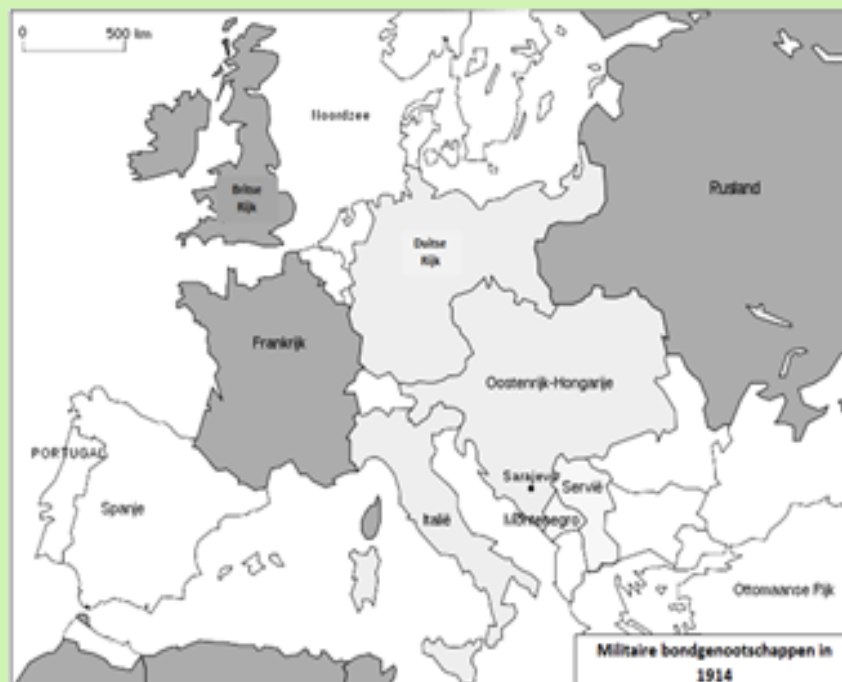 0 500 km
Noordzee
Britse
Rijk
Rusland
Duitse
Rijk
Frankrijk
Oostenrijk-Hongarije
PORTUGAL
Spanje
Sarajevo
Servië
Italië
Montenegro
Ottomaanse Rijk
Militaire bondgenootschappen in
1914